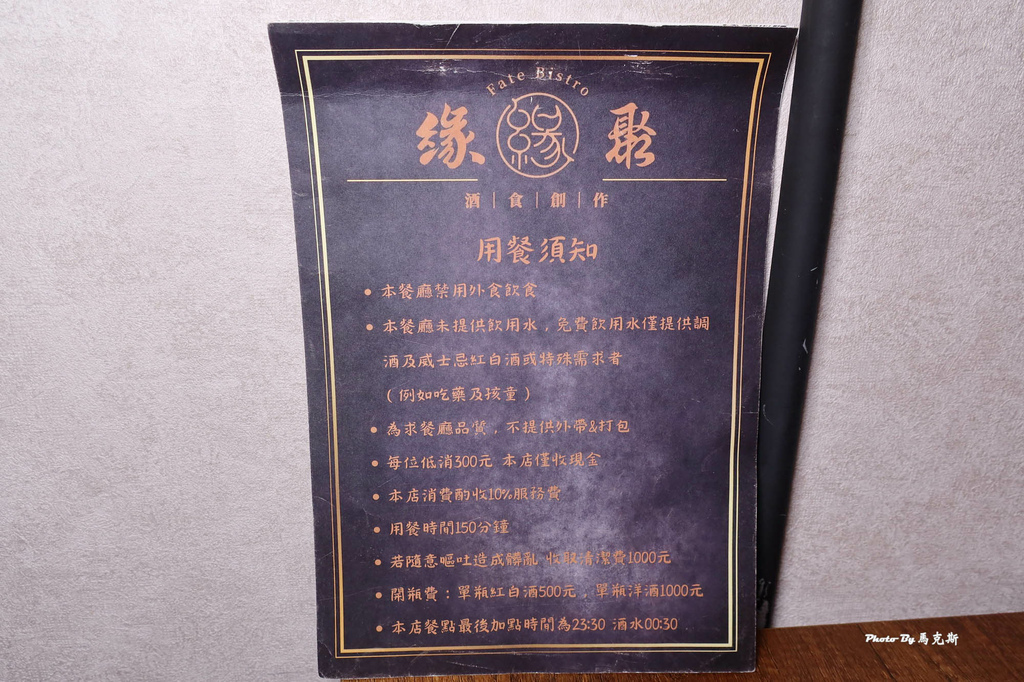 Fate Bistro
緣 緣 聚
酒｜食｜創｜作
用餐須知
● 本餐廳禁用外食飲食
● 本餐廳未提供飲用水，免費飲用水僅提供調
酒及威士忌紅白酒或特殊需求者
（例如吃藥及孩童）
● 為求餐廳品質，不提供外帶&打包
● 每位低消300元 本店僅收現金
● 本店消費酌收10%服務費
● 用餐時間150分鐘
● 若隨意嘔吐造成髒亂 收取清潔費1000元
● 開瓶費：單瓶紅白酒500元，單瓶洋酒1000元
● 本店餐點最後加點時間為23:30 酒水00:30
Photo By 馬克斯